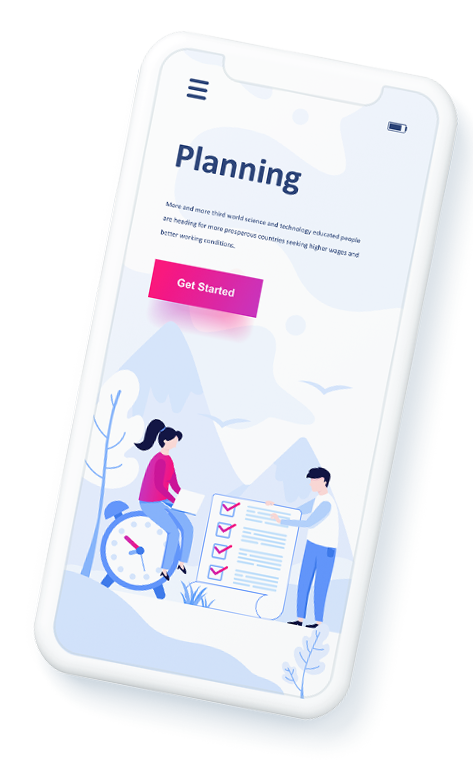 Planning
More and more third world science and technology educated people
are heading for more prosperous countries seeking higher wages and
better working conditions.
Get Started